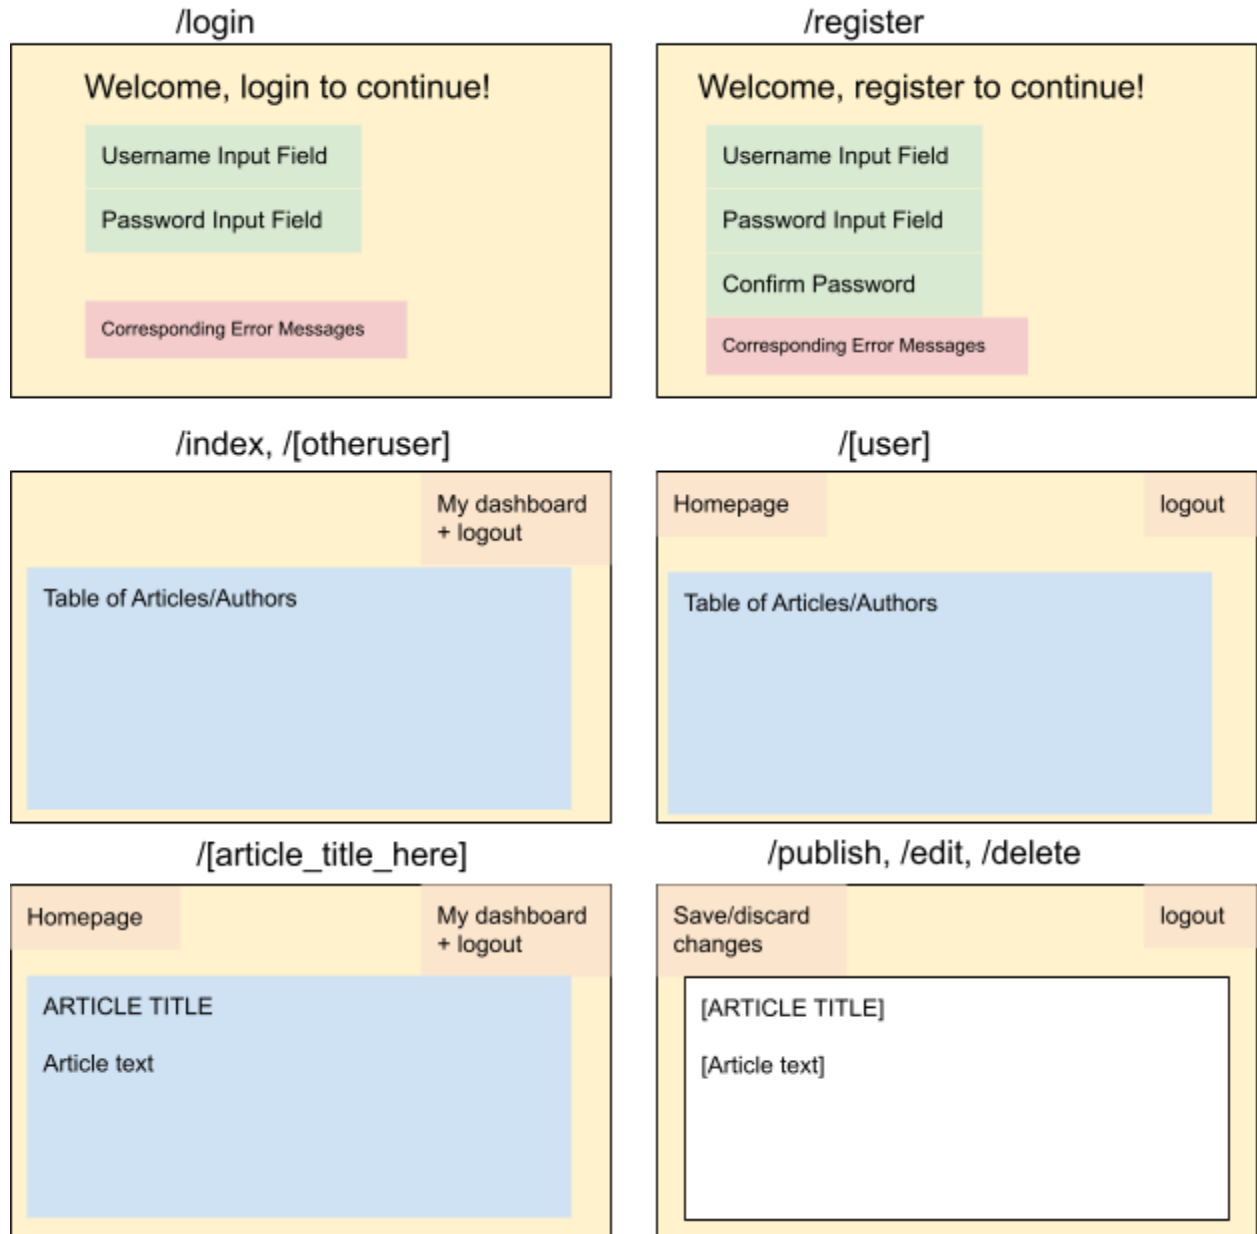 /login
Welcome, login to continue!
Username Input Field
Password Input Field
Corresponding Error Messages
/register
Welcome, register to continue!
Username Input Field
Password Input Field
Confirm Password
Corresponding Error Messages
/index, /[otheruser]
My dashboard
+ logout
Table of Articles/Authors
/[user]
Homepage
logout
Table of Articles/Authors
/[article_title_here]
Homepage
My dashboard
+ logout
ARTICLE TITLE
Article text
/publish, /edit, /delete
Save/discard
changes
logout
[ARTICLE TITLE]
[Article text]